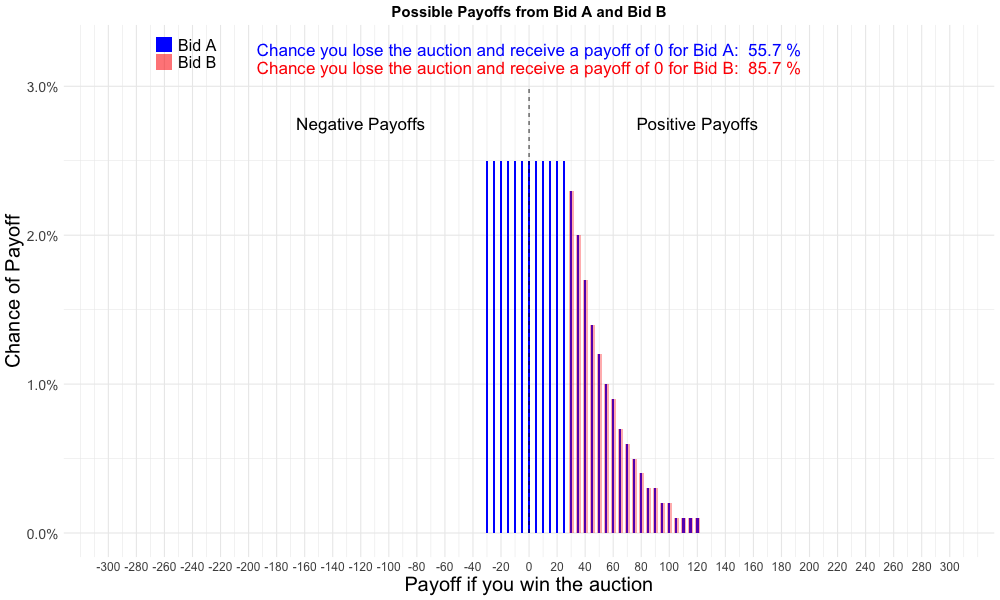 Possible Payoffs from Bid A and Bid B
Bid A
Bid B
Chance you lose the auction and receive a payoff of 0 for Bid A: 55.7 %
Chance you lose the auction and receive a payoff of 0 for Bid B: 85.7 %
Negative Payoffs
Positive Payoffs
Chance of Payoff
3.0%
2.0%
1.0%
0.0%
-300 -280 -260 -240 -220 -200 -180 -160 -140 -120 -100 -80 -60 -40 -20 0 20 40 60 80 100 120 140 160 180 200 220 240 260 280 300
Payoff if you win the auction